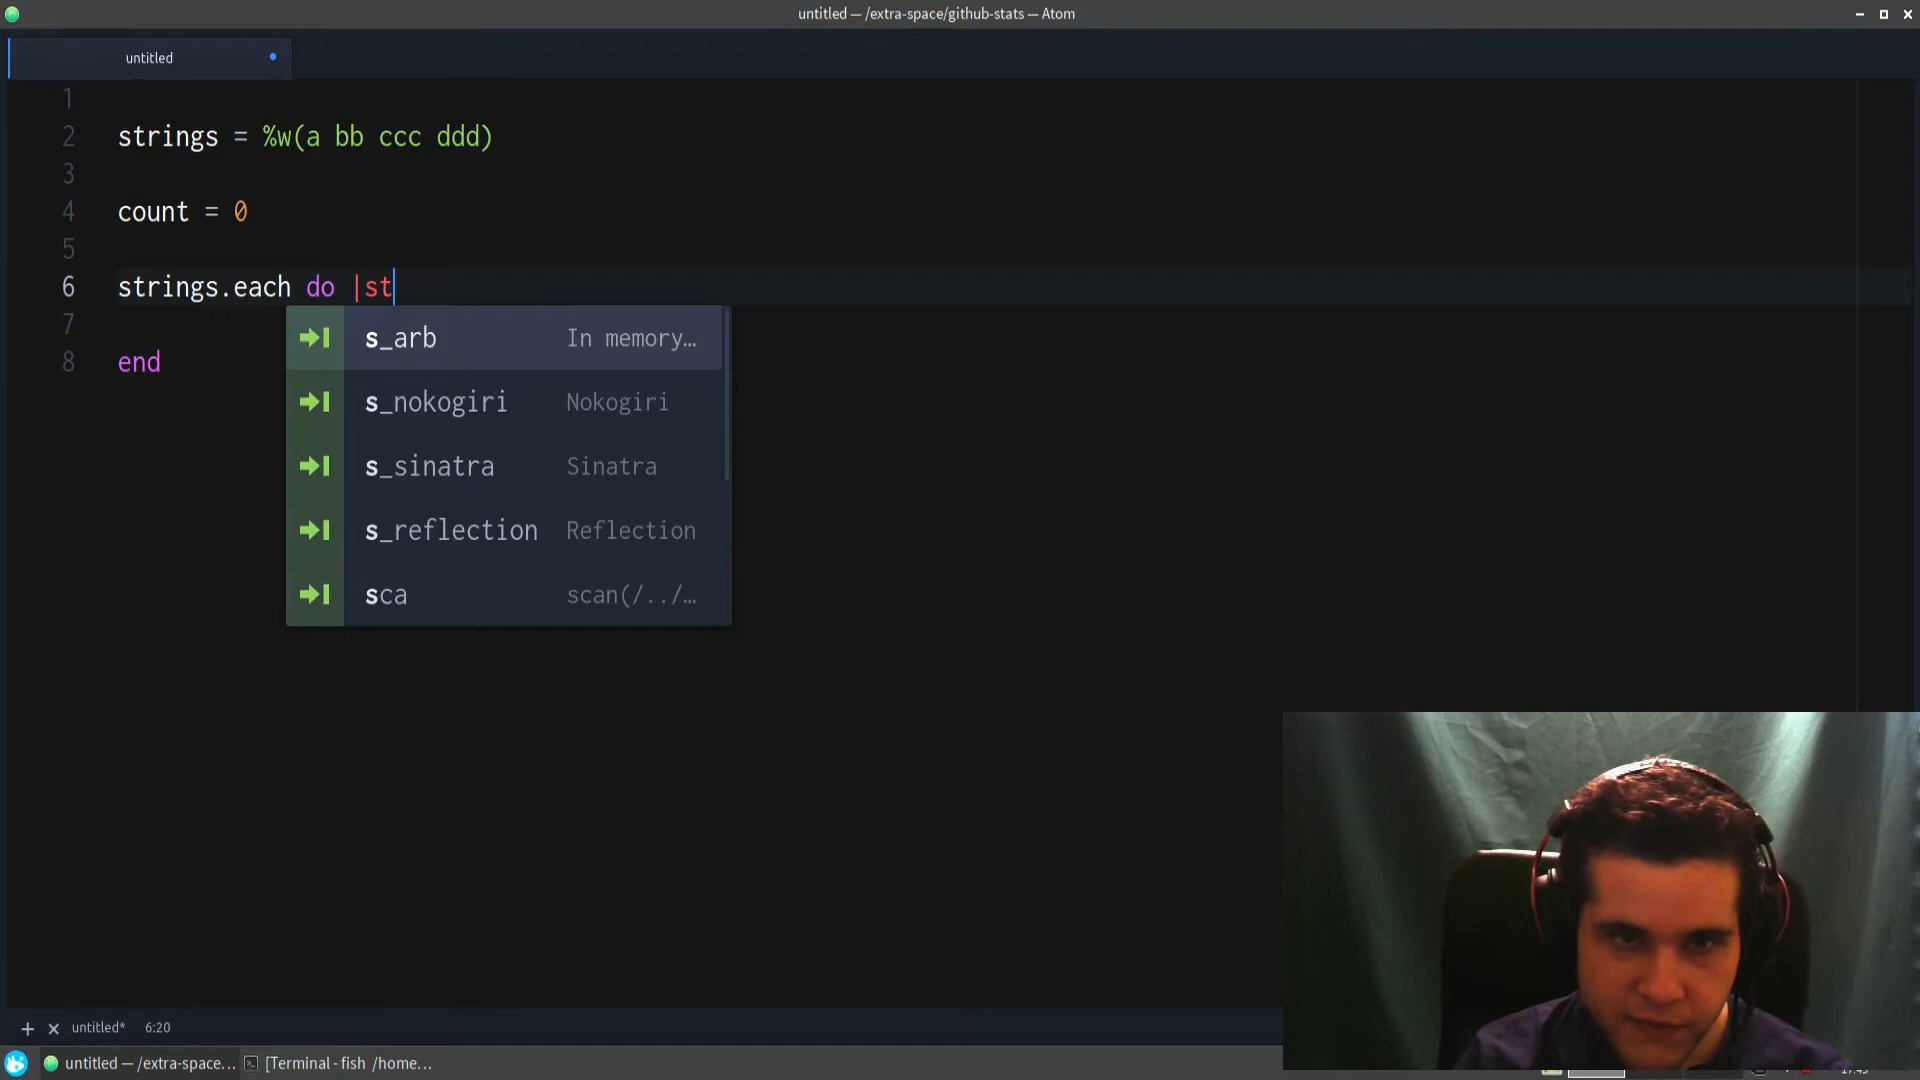 untitled — /extra-space/github-stats — Atom
untitled
1
2 strings = %w(a bb ccc ddd)
3
4 count = 0
5
6 strings.each do |st
7
8 end
s_arb In memory…
s_nokogiri Nokogiri
s_sinatra Sinatra
s_reflection Reflection
sca scan(/../…
untitled* 6:20
untitled — /extra-space… [Terminal - fish /home…